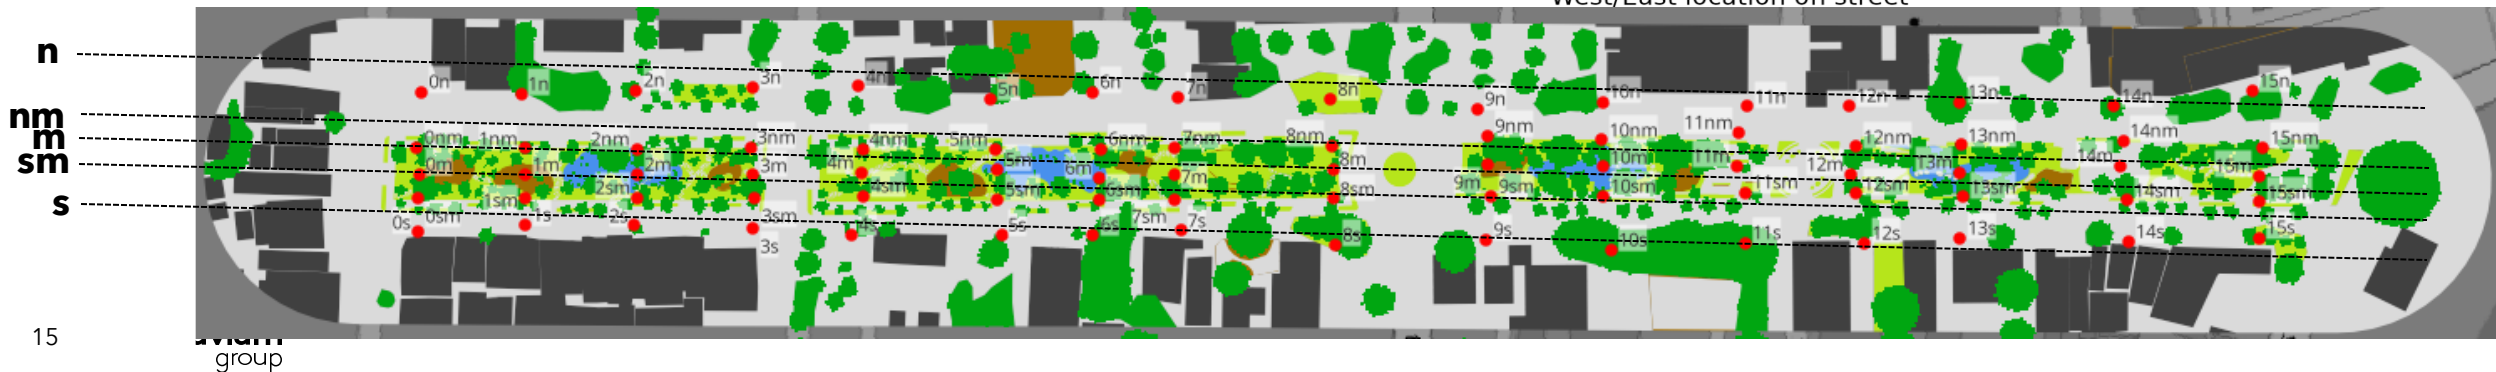 West/East location on street
n
0n 1n 2n 3n 4n 5n 6n 7n 8n 9n 10n 11n 12n 13n 14n 15n
nm
0nm 1nm 2nm 3nm 4nm 5nm 6nm 7nm 8nm 9nm 10nm 11nm 12nm 13nm 14nm 15nm
m
0m 1m 2m 3m 4m 5m 6m 7m 8m 9m 10m 11m 12m 13m 14m 16m
sm
0sm 1sm 2sm 3sm 4sm 5sm 6sm 7sm 8sm 9sm 10sm 11sm 12sm 13sm 14sm 15sm
s
0s 1s 2s 3s 4s 5s 6s 7s 8s 9s 10s 11s 12s 13s 14s 15s
15
group